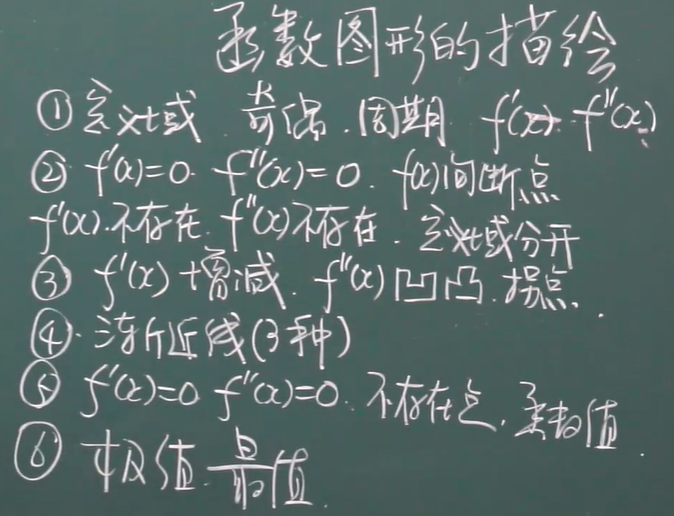 函数图形的描绘
① 定义域 奇偶.周期 f'(x) f''(x)
② f'(x)=0. f''(x)=0. f(x)间断点
f'(x).不存在. f''(x)不存在. 定义域分开
③ f'(x) 增减. f''(x) 凹凸.拐点.
④.渐近线(3种)
⑤ f'(x)=0 f''(x)=0. 不存在点. 求值.
⑥ 极值.最值.